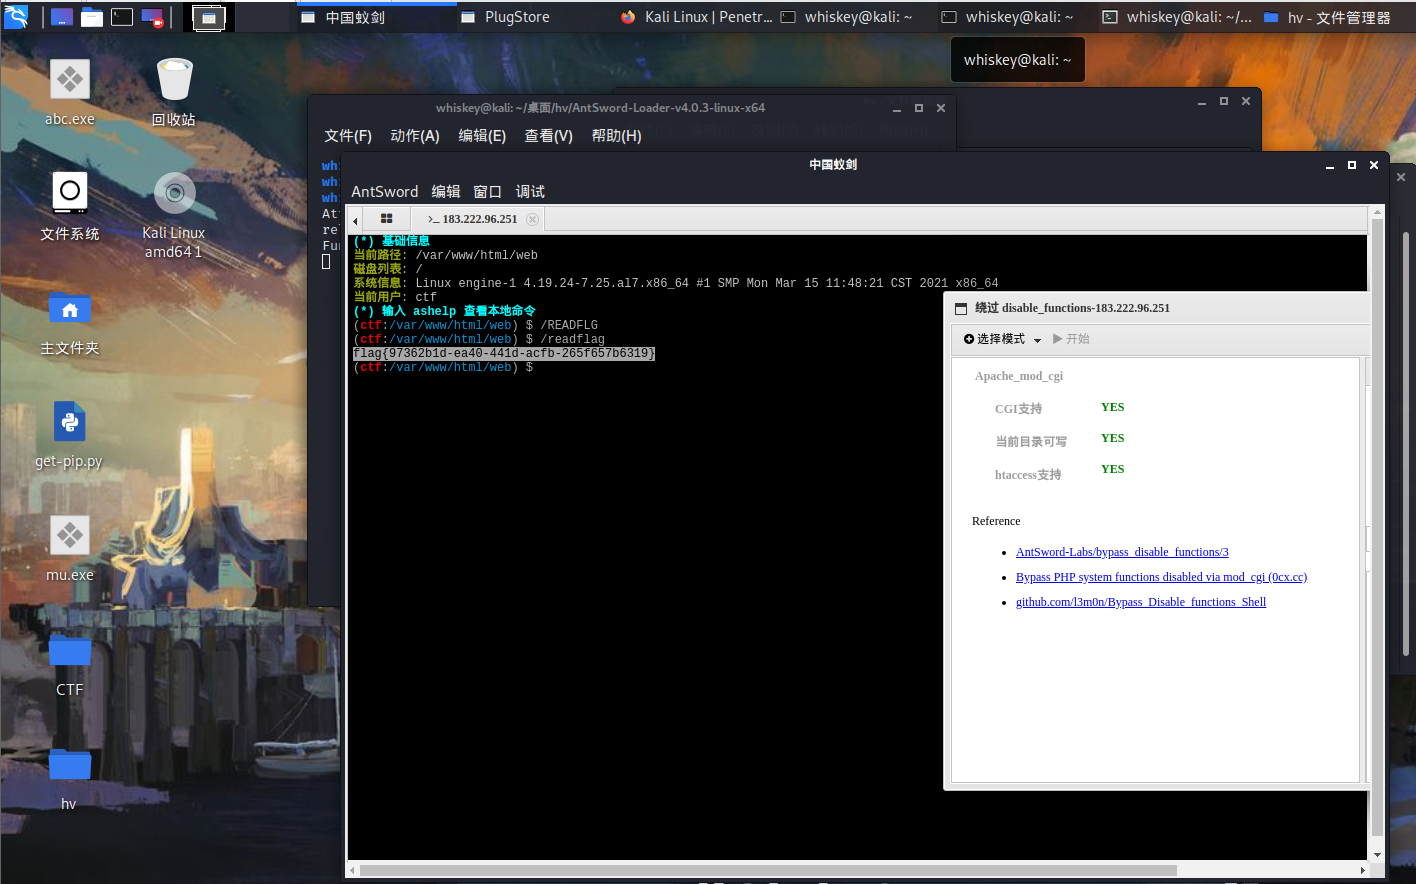 中国蚁剑
PlugStore
Kali Linux | Penetr...
whiskey@kali: ~
whiskey@kali: ~
whiskey@kali: ~/...
hv - 文件管理器
whiskey@kali: ~
abc.exe
回收站
文件系统
Kali Linux
amd64 1
主文件夹
get-pip.py
mu.exe
CTF
hv
whiskey@kali: ~/桌面/hv/AntSword-Loader-v4.0.3-linux-x64
文件(F) 动作(A) 编辑(E) 查看(V) 帮助(H)
whi
whi
whi
At
re
Fu
中国蚁剑
AntSword 编辑 窗口 调试
>_ 183.222.96.251
(*) 基础信息
当前路径: /var/www/html/web
磁盘列表: /
系统信息: Linux engine-1 4.19.24-7.25.al7.x86_64 #1 SMP Mon Mar 15 11:48:21 CST 2021 x86_64
当前用户: ctf
(*) 输入 ashelp 查看本地命令
(ctf:/var/www/html/web) $ /READFLG
(ctf:/var/www/html/web) $ /readflag
flag{97362b1d-ea40-441d-acfb-265f657b6319}
(ctf:/var/www/html/web) $
绕过 disable_functions-183.222.96.251
选择模式 开始
Apache_mod_cgi
CGI支持 YES
当前目录可写 YES
htaccess支持 YES
Reference
AntSword-Labs/bypass_disable_functions/3
Bypass PHP system functions disabled via mod_cgi (0cx.cc)
github.com/l3m0n/Bypass_Disable_functions_Shell